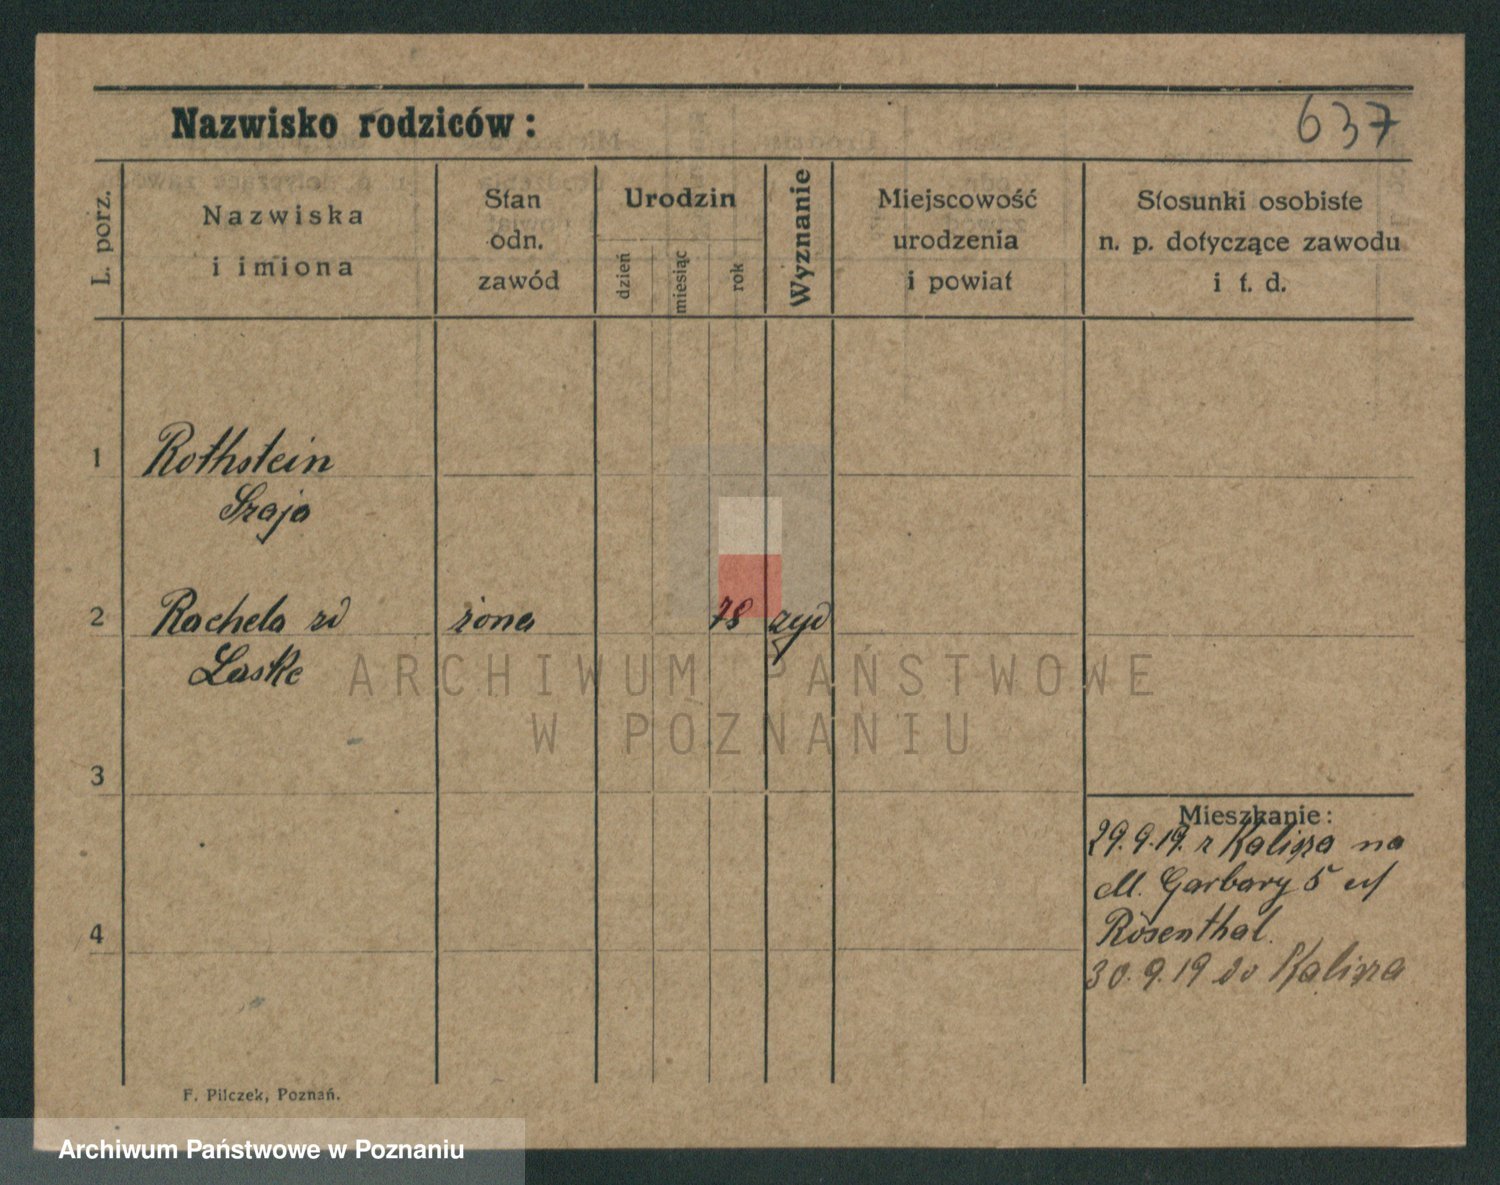 Nazwisko rodziców:
637
L. porz.
Nazwiska
i imiona
Stan
odn.
zawód
Urodzin
dzień
miesiąc
rok
Wyznanie
Miejscowość
urodzenia
i powiat
Stosunki osobiste
n. p. dotyczące zawodu
i t. d.
1
Rothstein
Szaja
2
Rachela zd
żona
78
żyd
Laske
ARCHIWUM PAŃSTWOWE
W POZNANIU
3
Mieszkanie:
29.9.19. z Kalisza na
M. Garbary 5 u/
Rosenthal.
30.9.19 do Kalisza
4
F. Pilczek, Poznań.
Archiwum Państwowe w Poznaniu